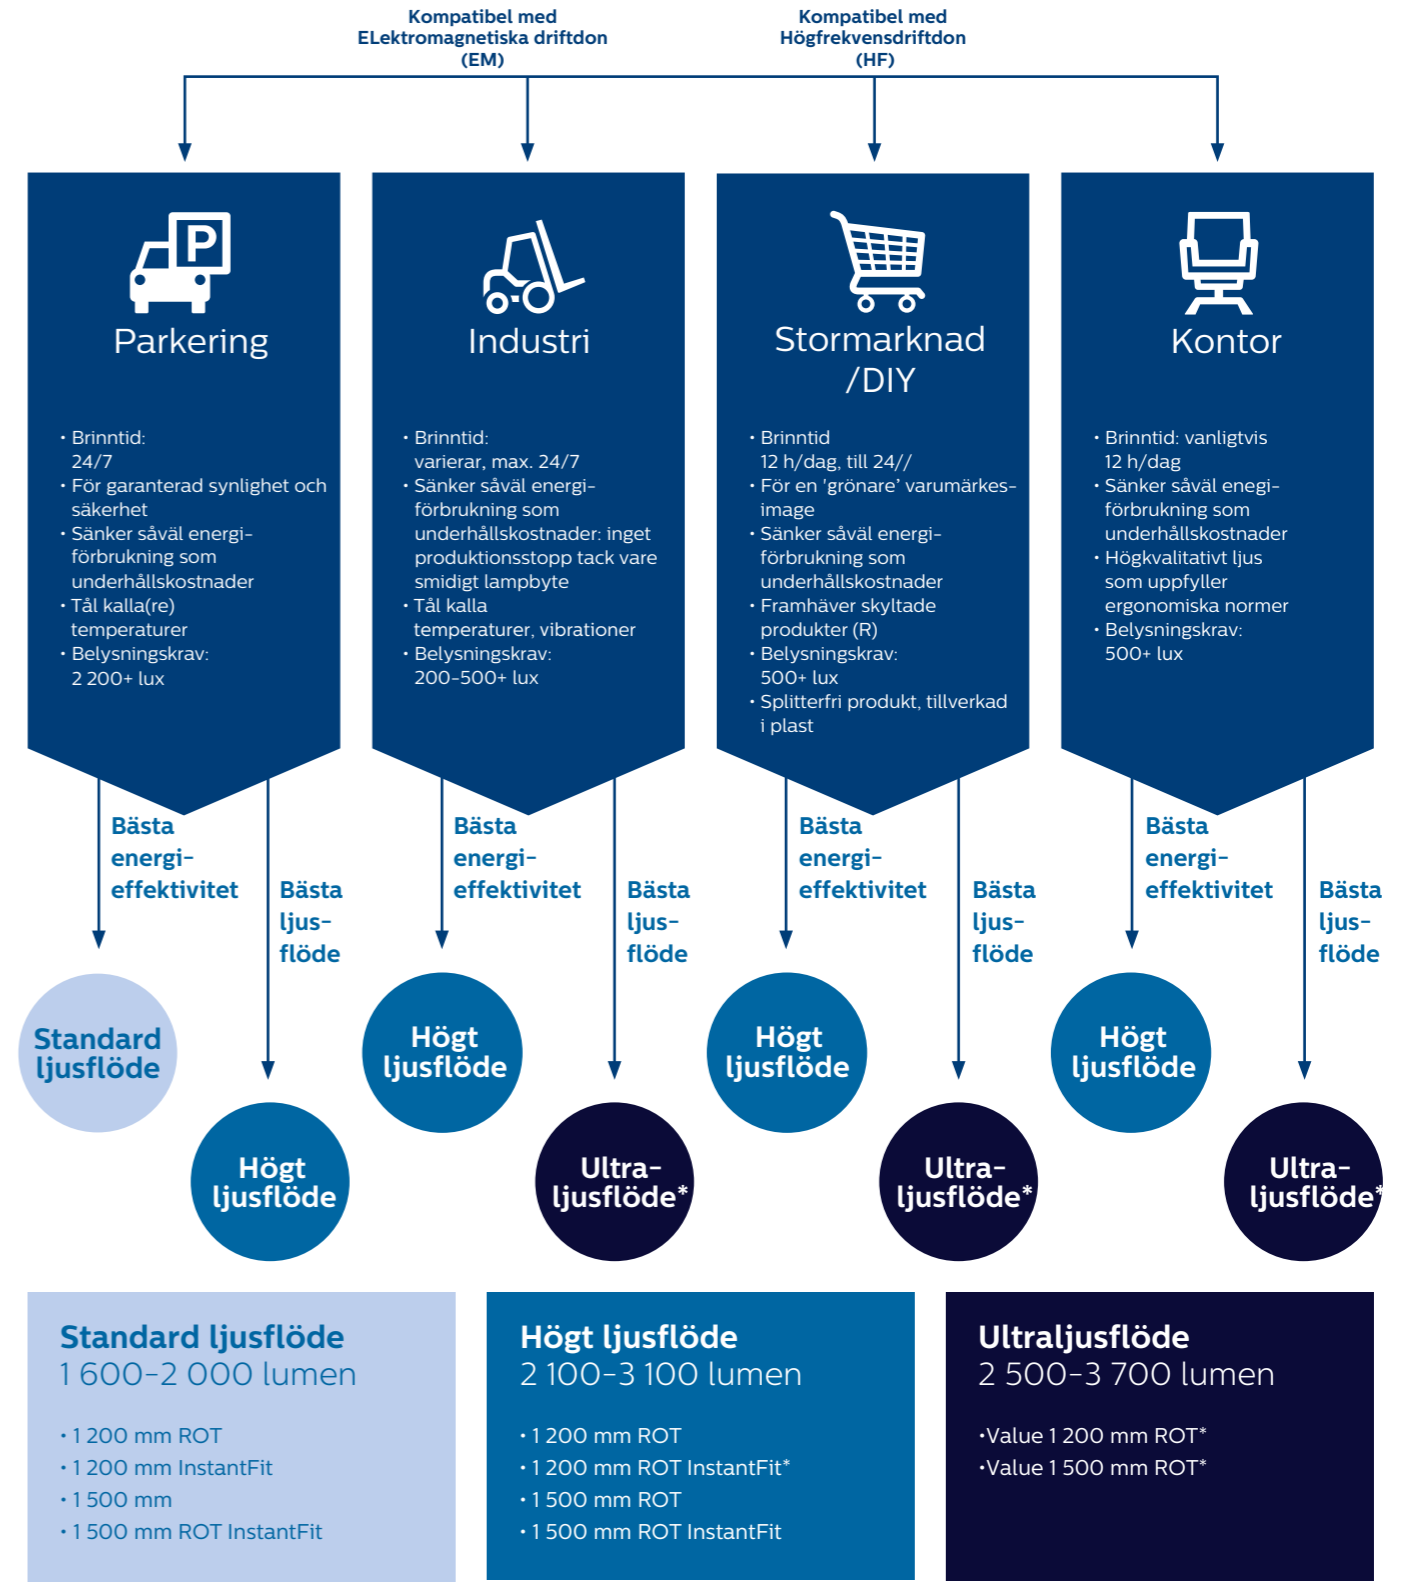 Kompatibel med
ELektromagnetiska driftdon
(EM)
Kompatibel med
Högfrekvensdriftdon
(HF)
P
Parkering
• Brinntid:
24/7
• För garanterad synlighet och
säkerhet
• Sänker såväl energi-
förbrukning som
underhållskostnader
• Tål kalla(re)
temperaturer
• Belysningskrav:
2 200+ lux
Industri
• Brinntid:
varierar, max. 24/7
• Sänker såväl energi-
förbrukning som
underhållskostnader: inget
produktionsstopp tack vare
smidigt lampbyte
• Tål kalla
temperaturer, vibrationer
• Belysningskrav:
200-500+ lux
Stormarknad
/DIY
• Brinntid
12 h/dag, till 24//
• För en 'grönare’ varumärkes-
image
• Sänker såväl energi-
förbrukning som
underhållskostnader
• Framhäver skyltade
produkter (R)
• Belysningskrav:
500+ lux
• Splitterfri produkt, tillverkad
i plast
Kontor
• Brinntid: vanligtvis
12 h/dag
• Sänker såväl enegi-
förbrukning som
underhållskostnader
• Högkvalitativt ljus
som uppfyller
ergonomiska normer
• Belysningskrav:
500+ lux
Bästa
energi-
effektivitet
Bästa
ljus-
flöde
Bästa
energi-
effektivitet
Bästa
ljus-
flöde
Bästa
energi-
effektivitet
Bästa
ljus-
flöde
Bästa
energi-
effektivitet
Bästa
ljus-
flöde
Standard
ljusflöde
Högt
ljusflöde
Högt
ljusflöde
Ultra-
ljusflöde*
Högt
ljusflöde
Ultra-
ljusflöde*
Högt
ljusflöde
Ultra-
ljusflöde*
Standard ljusflöde
1 600-2 000 lumen
• 1 200 mm ROT
• 1 200 mm InstantFit
• 1 500 mm
• 1 500 mm ROT InstantFit
Högt ljusflöde
2 100-3 100 lumen
• 1 200 mm ROT
• 1 200 mm ROT InstantFit*
• 1 500 mm ROT
• 1 500 mm ROT InstantFit
Ultraljusflöde
2 500-3 700 lumen
•Value 1 200 mm ROT*
•Value 1 500 mm ROT*